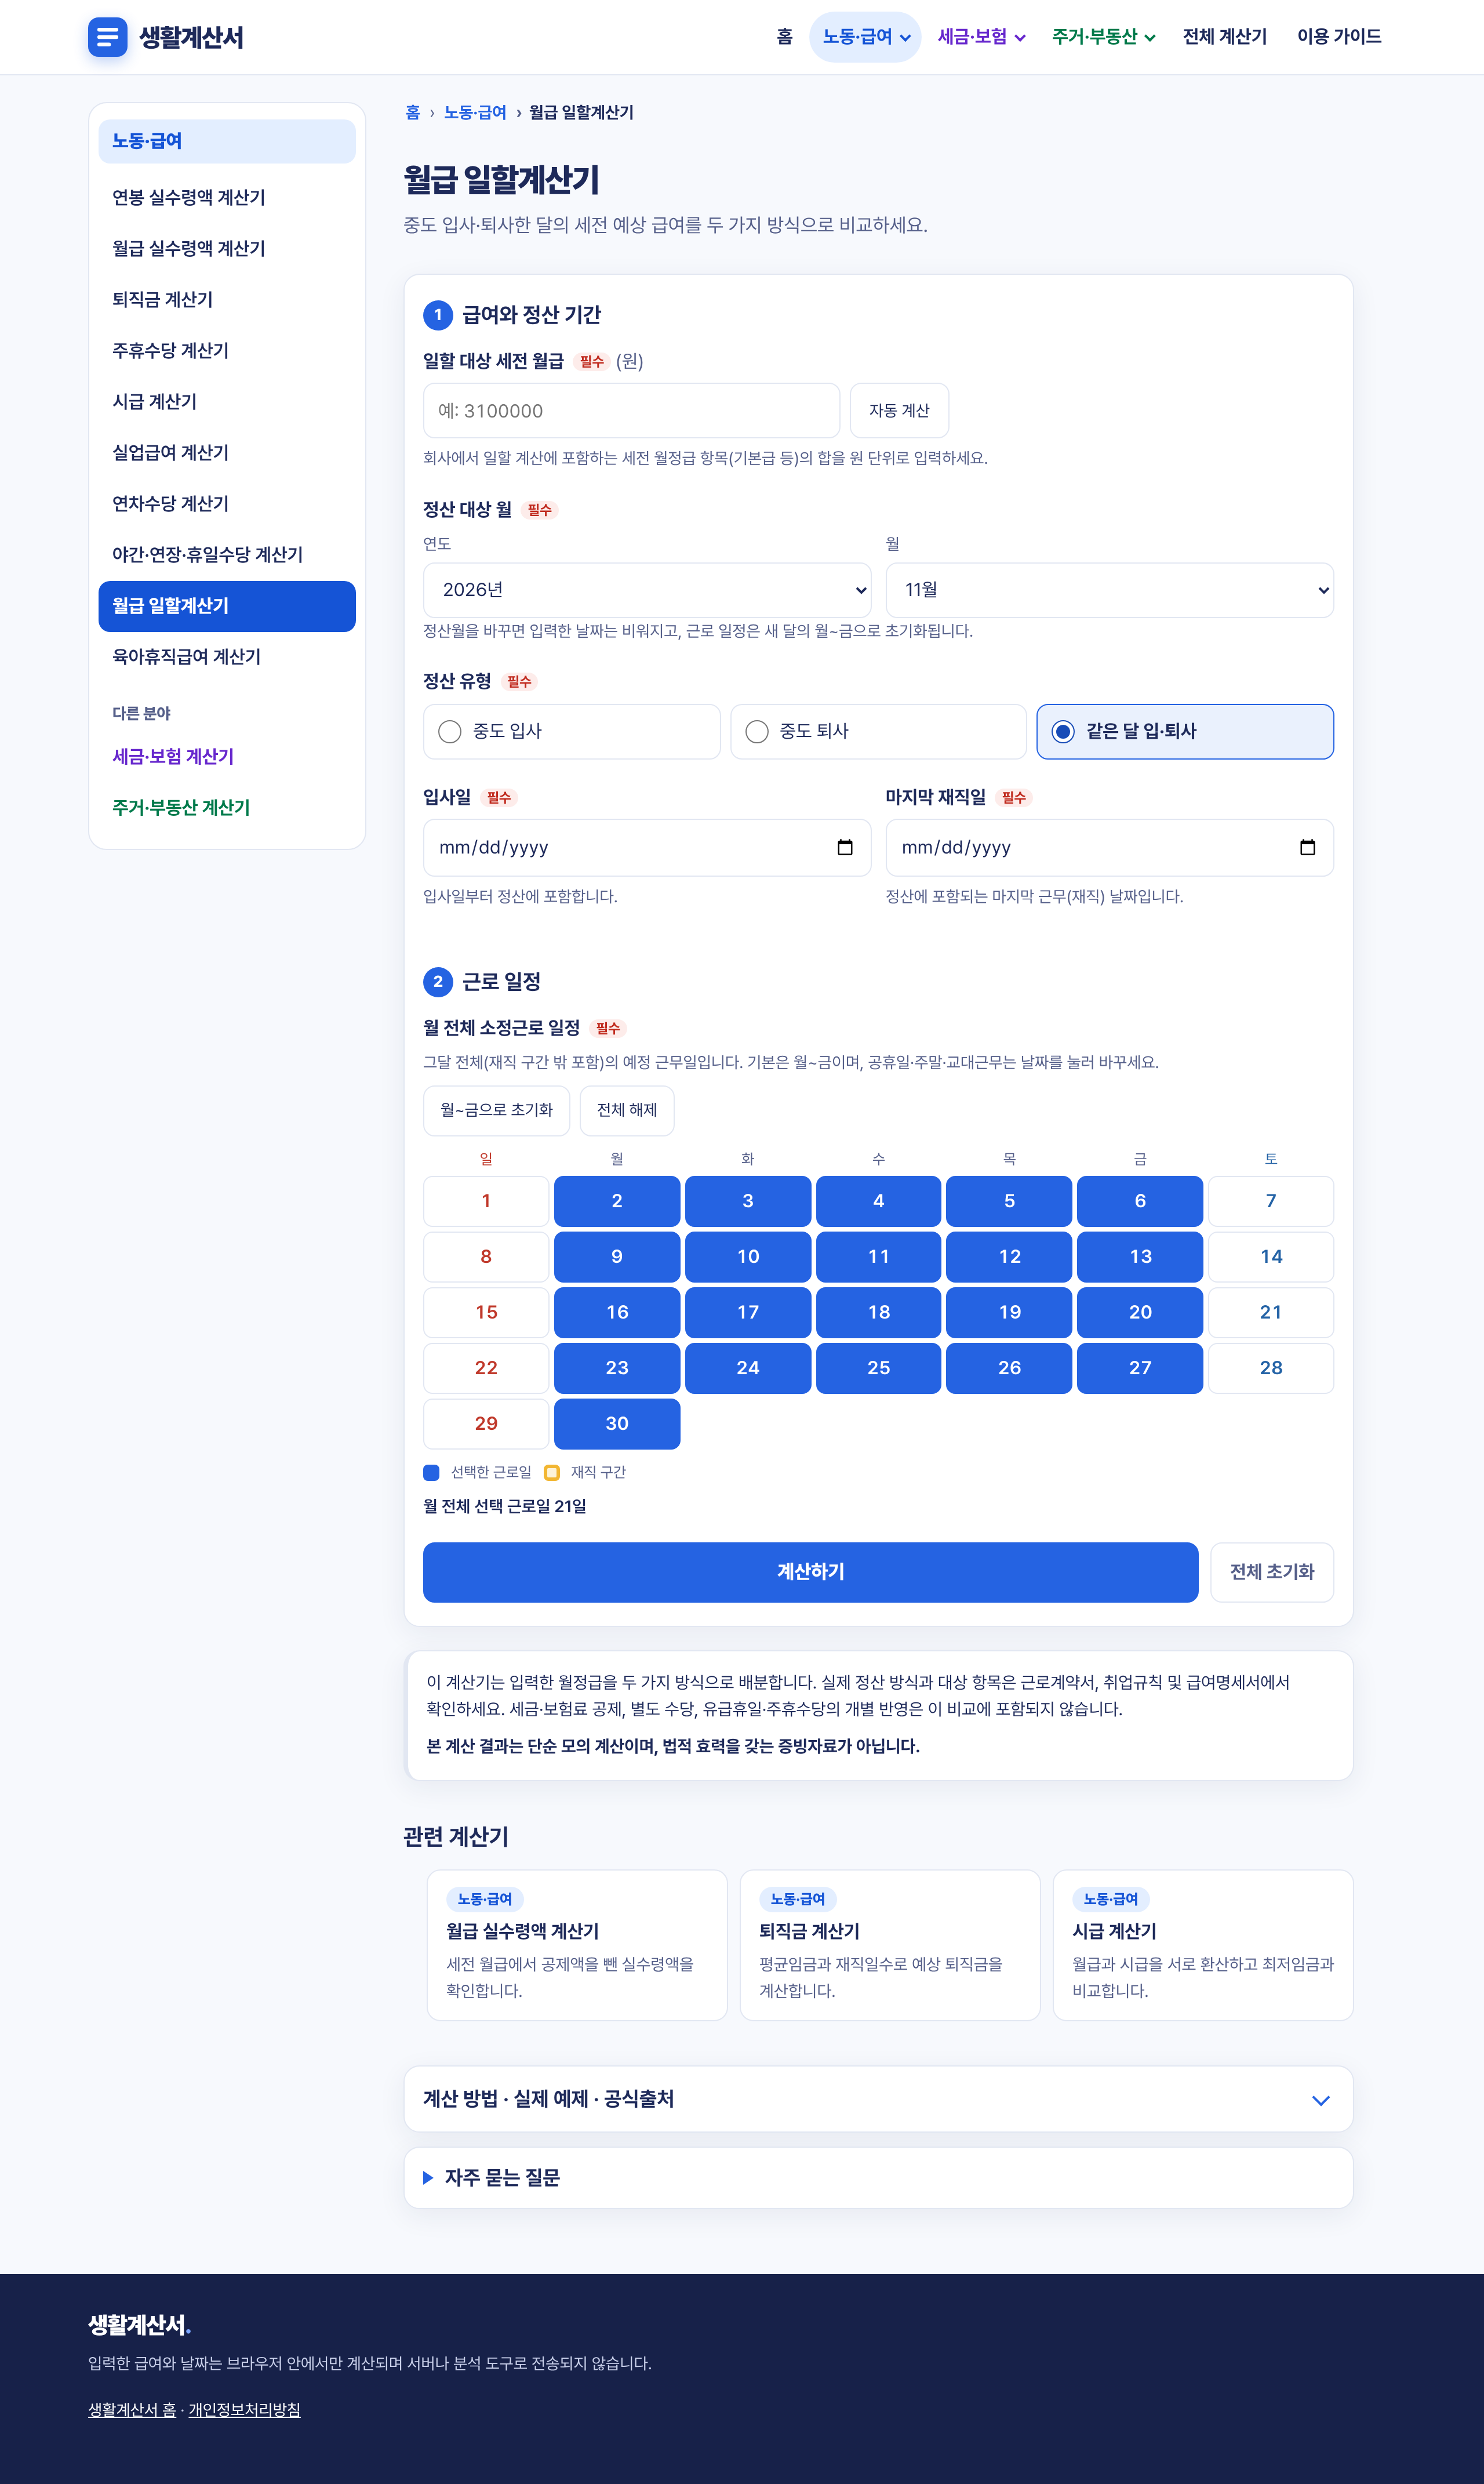 생활계산서
홈 노동·급여 세금·보험 주거·부동산 전체 계산기 이용 가이드
노동·급여
연봉 실수령액 계산기
월급 실수령액 계산기
퇴직금 계산기
주휴수당 계산기
시급 계산기
실업급여 계산기
연차수당 계산기
야간·연장·휴일수당 계산기
월급 일할계산기
육아휴직급여 계산기
다른 분야
세금·보험 계산기
주거·부동산 계산기
홈 › 노동·급여 › 월급 일할계산기
월급 일할계산기
중도 입사·퇴사한 달의 세전 예상 급여를 두 가지 방식으로 비교하세요.
1 급여와 정산 기간
일할 대상 세전 월급 필수 (원)
예: 3100000 자동 계산
회사에서 일할 계산에 포함하는 세전 월정급 항목(기본급 등)의 합을 원 단위로 입력하세요.
정산 대상 월 필수
연도 월
2026년 11월
정산월을 바꾸면 입력한 날짜는 비워지고, 근로 일정은 새 달의 월~금으로 초기화됩니다.
정산 유형 필수
중도 입사 중도 퇴사 같은 달 입·퇴사
입사일 필수 마지막 재직일 필수
mm/dd/yyyy mm/dd/yyyy
입사일부터 정산에 포함합니다. 정산에 포함되는 마지막 근무(재직) 날짜입니다.
2 근로 일정
월 전체 소정근로 일정 필수
그달 전체(재직 구간 밖 포함)의 예정 근무일입니다. 기본은 월~금이며, 공휴일·주말·교대근무는 날짜를 눌러 바꾸세요.
월~금으로 초기화 전체 해제
일 월 화 수 목 금 토
1 2 3 4 5 6 7
8 9 10 11 12 13 14
15 16 17 18 19 20 21
22 23 24 25 26 27 28
29 30
선택한 근로일 재직 구간
월 전체 선택 근로일 21일
계산하기 전체 초기화
이 계산기는 입력한 월정급을 두 가지 방식으로 배분합니다. 실제 정산 방식과 대상 항목은 근로계약서, 취업규칙 및 급여명세서에서
확인하세요. 세금·보험료 공제, 별도 수당, 유급휴일·주휴수당의 개별 반영은 이 비교에 포함되지 않습니다.
본 계산 결과는 단순 모의 계산이며, 법적 효력을 갖는 증빙자료가 아닙니다.
관련 계산기
노동·급여 노동·급여 노동·급여
월급 실수령액 계산기 퇴직금 계산기 시급 계산기
세전 월급에서 공제액을 뺀 실수령액을 평균임금과 재직일수로 예상 퇴직금을 월급과 시급을 서로 환산하고 최저임금과
확인합니다. 계산합니다. 비교합니다.
계산 방법 · 실제 예제 · 공식출처
자주 묻는 질문
생활계산서.
입력한 급여와 날짜는 브라우저 안에서만 계산되며 서버나 분석 도구로 전송되지 않습니다.
생활계산서 홈 · 개인정보처리방침